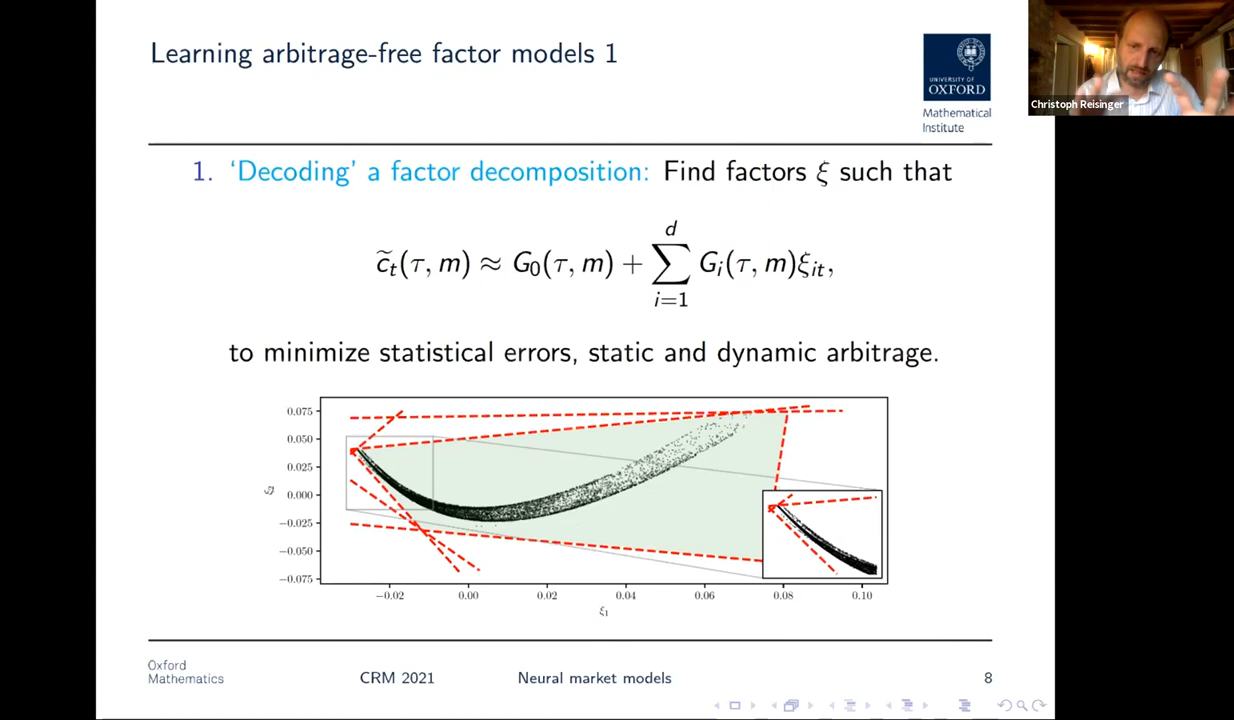 Learning arbitrage-free factor models 1
UNIVERSITY OF
OXFORD
Mathematical
Institute
Christoph Reisinger
1. ‘Decoding’ a factor decomposition: Find factors ξ such that
c̃ₜ(τ, m) ≈ G₀(τ, m) + ∑ᵢ₌₁ᵈ Gᵢ(τ, m)ξᵢₜ,
to minimize statistical errors, static and dynamic arbitrage.
0.075
0.050
0.025
0.000
−0.025
−0.050
−0.075
ξ₂
−0.02 0.00 0.02 0.04 0.06 0.08 0.10
ξ₁
Oxford
Mathematics
CRM 2021 Neural market models 8